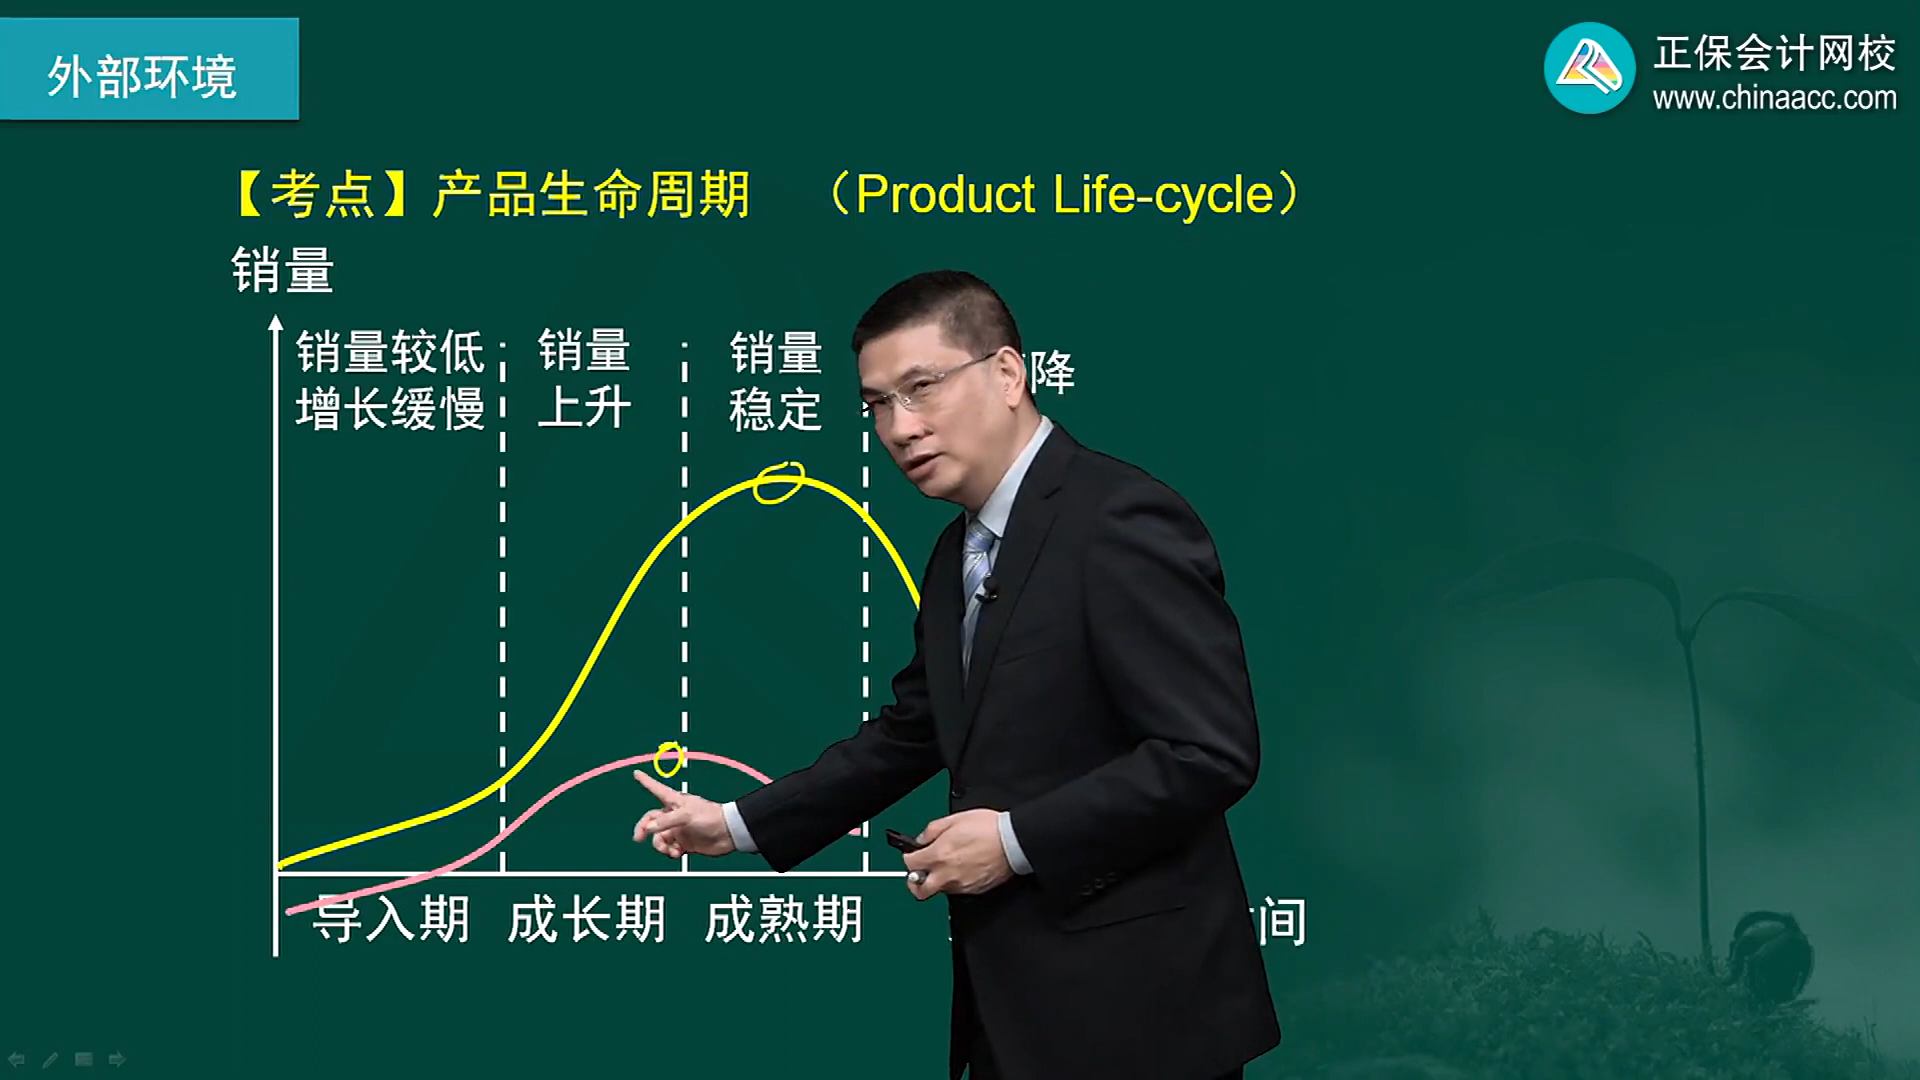 外部环境
正保会计网校
www.chinaacc.com
【考点】产品生命周期 （Product Life-cycle）
销量
销量较低
增长缓慢
销量
上升
销量
稳定
降
导入期
成长期
成熟期
间